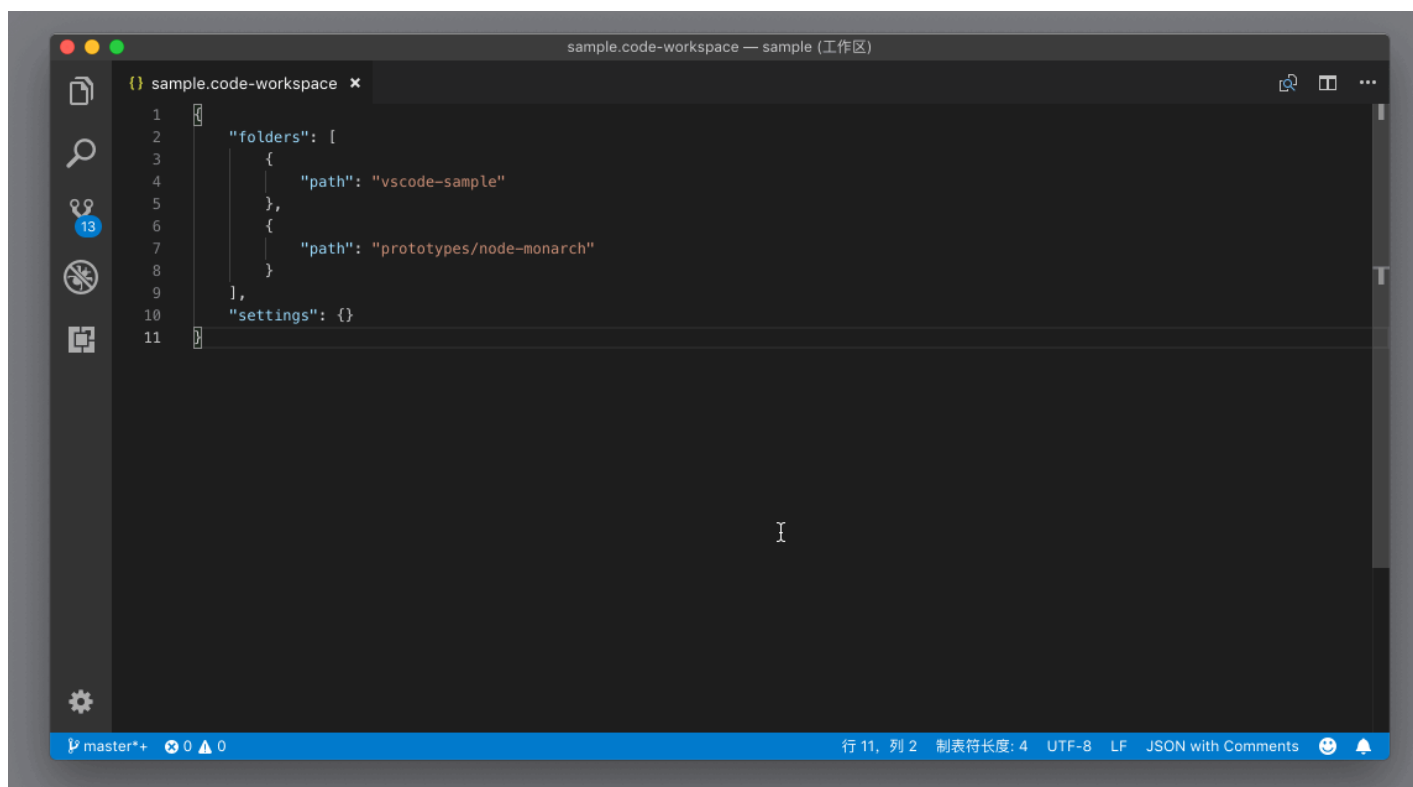 sample.code-workspace — sample (工作区)
{} sample.code-workspace ×
1 {
2 "folders": [
3 {
4 "path": "vscode-sample"
5 },
6 {
7 "path": "prototypes/node-monarch"
8 }
9 ],
10 "settings": {}
11 }
13
master*+ 0 0 行 11，列 2 制表符长度: 4 UTF-8 LF JSON with Comments